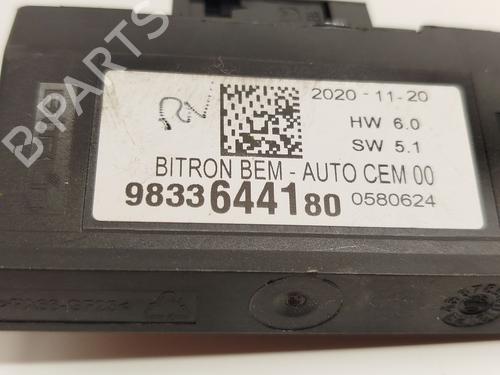 2020-11-20
HW 6.0
SW 5.1
BITRON BEM - AUTO CEM 00
9833644180
0580624
B-PARTS